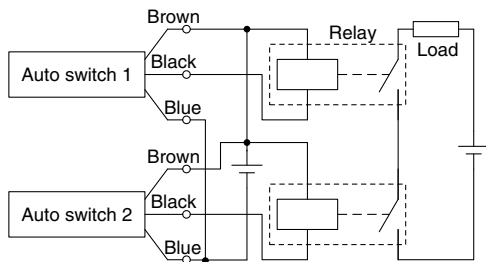 Brown
Relay
Load
Auto switch 1
Black
Blue
Brown
Auto switch 2
Black
Blue